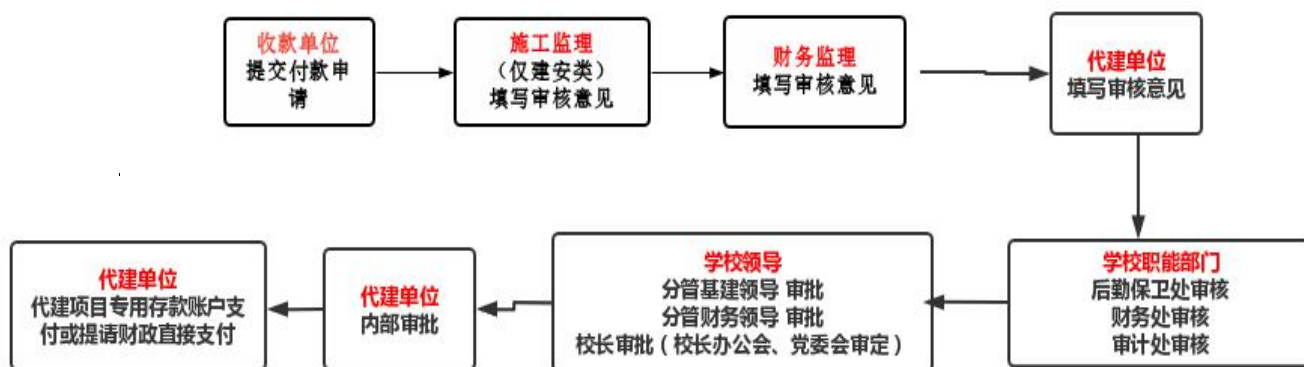 收款单位
提交付款申
请
施工监理
（仅建安类）
填写审核意见
财务监理
填写审核意见
代建单位
填写审核意见
学校职能部门
后勤保卫处审核
财务处审核
审计处审核
学校领导
分管基建领导 审批
分管财务领导 审批
校长审批（校长办公会、党委会审定）
代建单位
内部审批
代建单位
代建项目专用存款账户支
付或提请财政直接支付